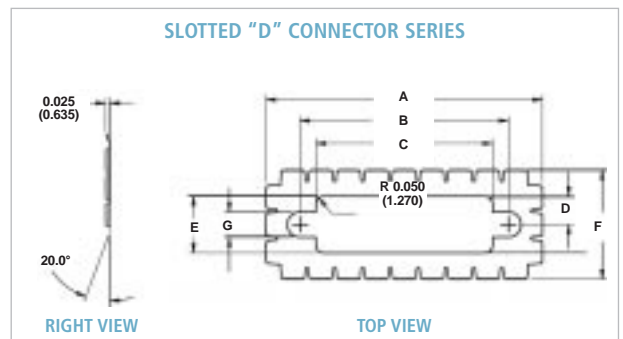 SLOTTED "D" CONNECTOR SERIES
0.025
(0.635)
A
B
C
R 0.050
(1.270)
D
E
G
F
20.0°
RIGHT VIEW
TOP VIEW